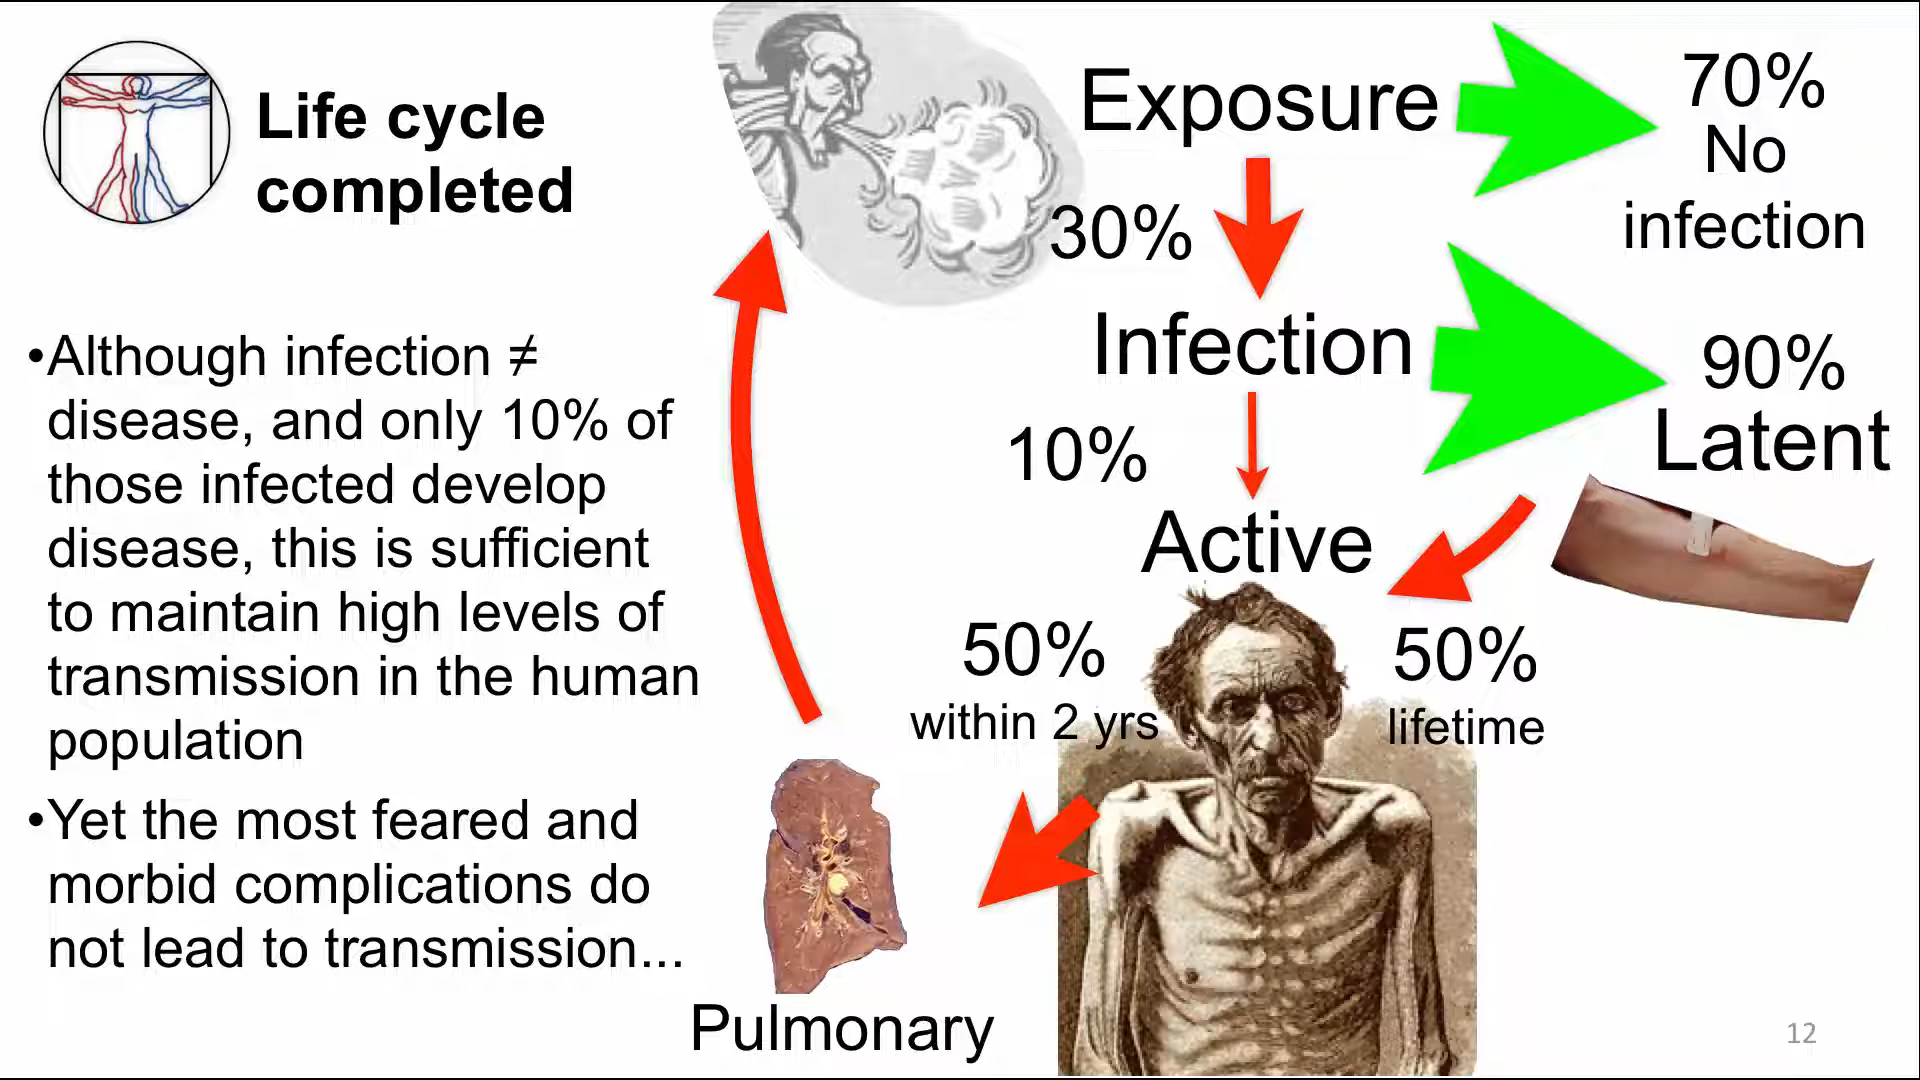 Life cycle
completed
•Although infection ≠
disease, and only 10% of
those infected develop
disease, this is sufficient
to maintain high levels of
transmission in the human
population
•Yet the most feared and
morbid complications do
not lead to transmission...
Exposure
70%
No
infection
30%
Infection
90%
Latent
10%
Active
50%
within 2 yrs
50%
lifetime
Pulmonary
12